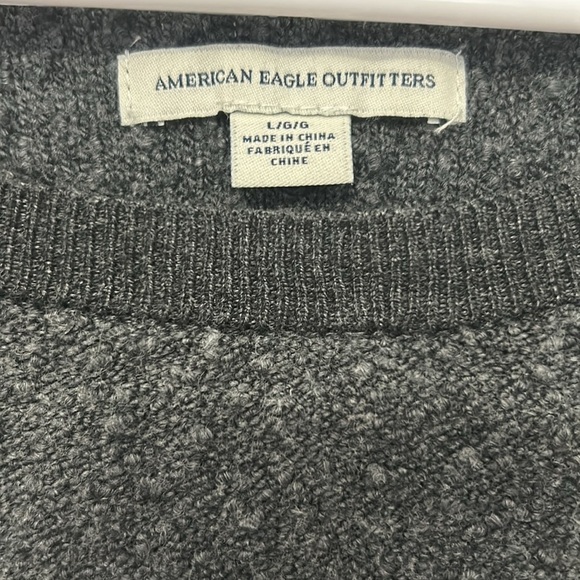 AMERICAN EAGLE OUTFITTERS
L/G/G
MADE IN CHINA
FABRIQUÉ EN
CHINE